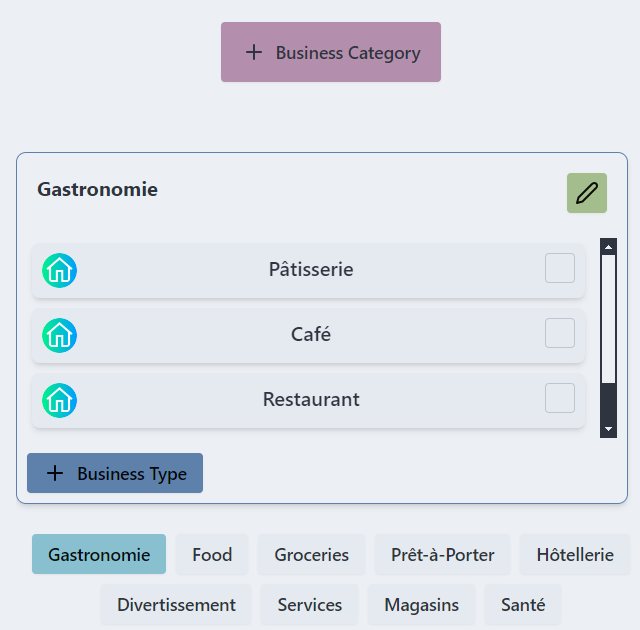 Business Category
Gastronomie
Pâtisserie
Café
Restaurant
Business Type
Gastronomie Food Groceries Prêt-à-Porter Hôtellerie
Divertissement Services Magasins Santé